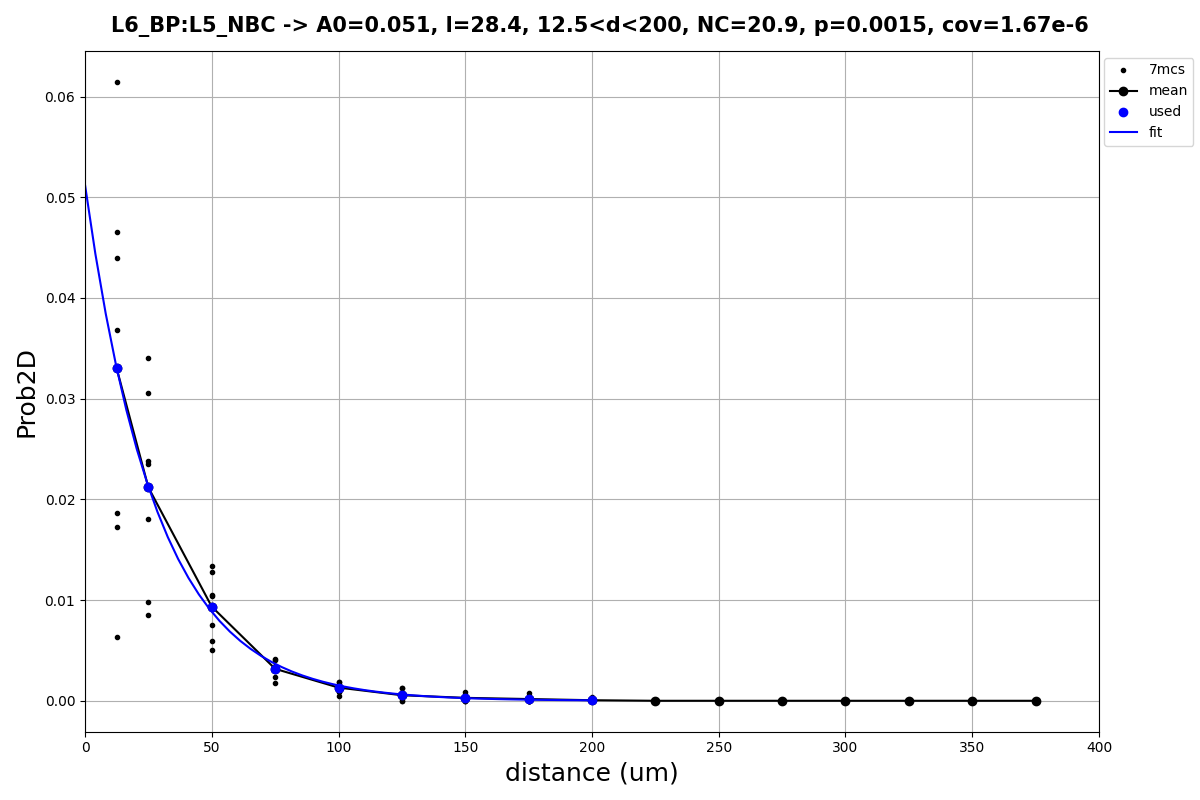 L6_BP:L5_NBC -> A0=0.051, l=28.4, 12.5<d<200, NC=20.9, p=0.0015, cov=1.67e-6
7mcs
mean
used
fit
0.06
0.05
0.04
0.03
0.02
0.01
0.00
Prob2D
0 50 100 150 200 250 300 350 400
distance (um)